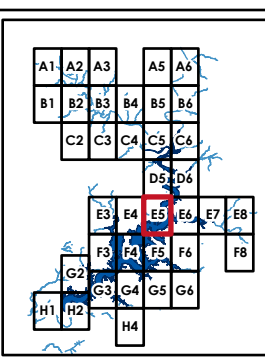 A1 A2 A3 A5 A6
B1 B2 B3 B4 B5 B6
C2 C3 C4 C5 C6
D5 D6
E3 E4 E5 E6 E7 E8
F3 F4 F5 F6 F8
G2
G3 G4 G5 G6
H1 H2
H4